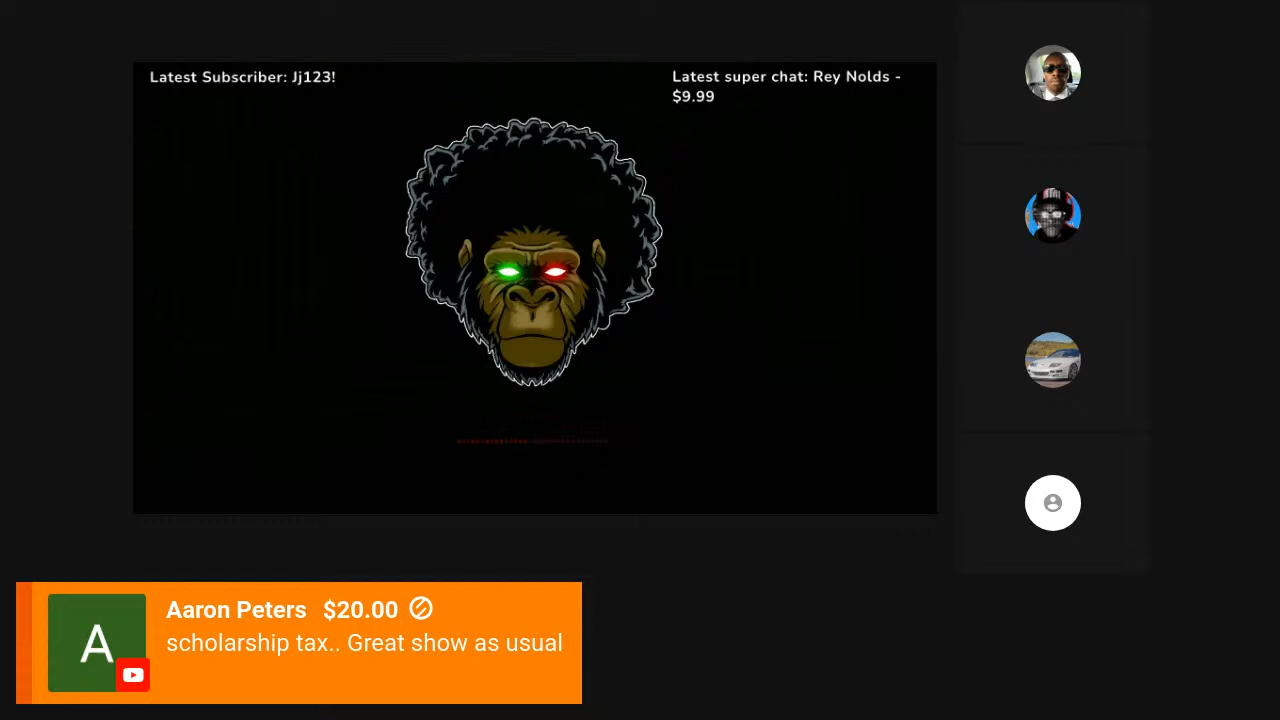 Latest Subscriber: Jj123!
Latest super chat: Rey Nolds -
$9.99
Aaron Peters $20.00
scholarship tax.. Great show as usual
A